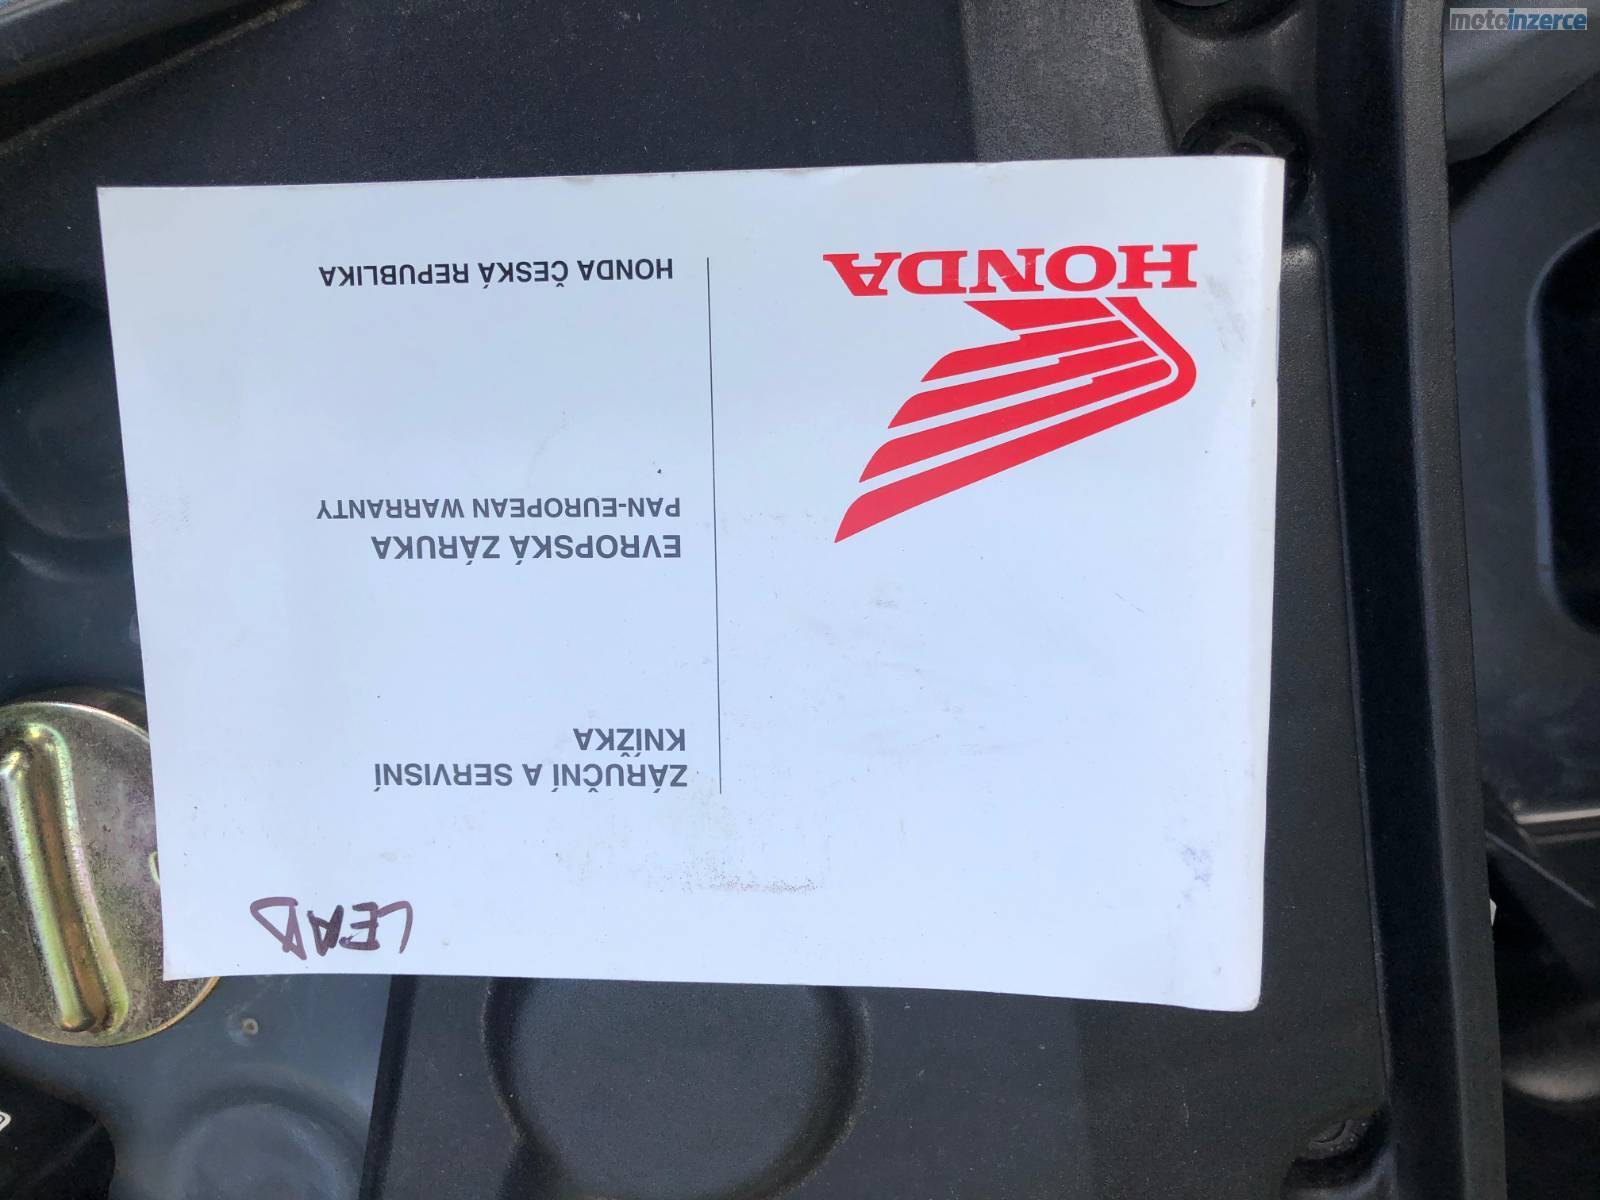 LEAD
ZÁRUČNÍ A SERVISNÍ
KNÍŽKA
EVROPSKÁ ZÁRUKA
PAN-EUROPEAN WARRANTY
HONDA ČESKÁ REPUBLIKA
HONDA
motoinzerce